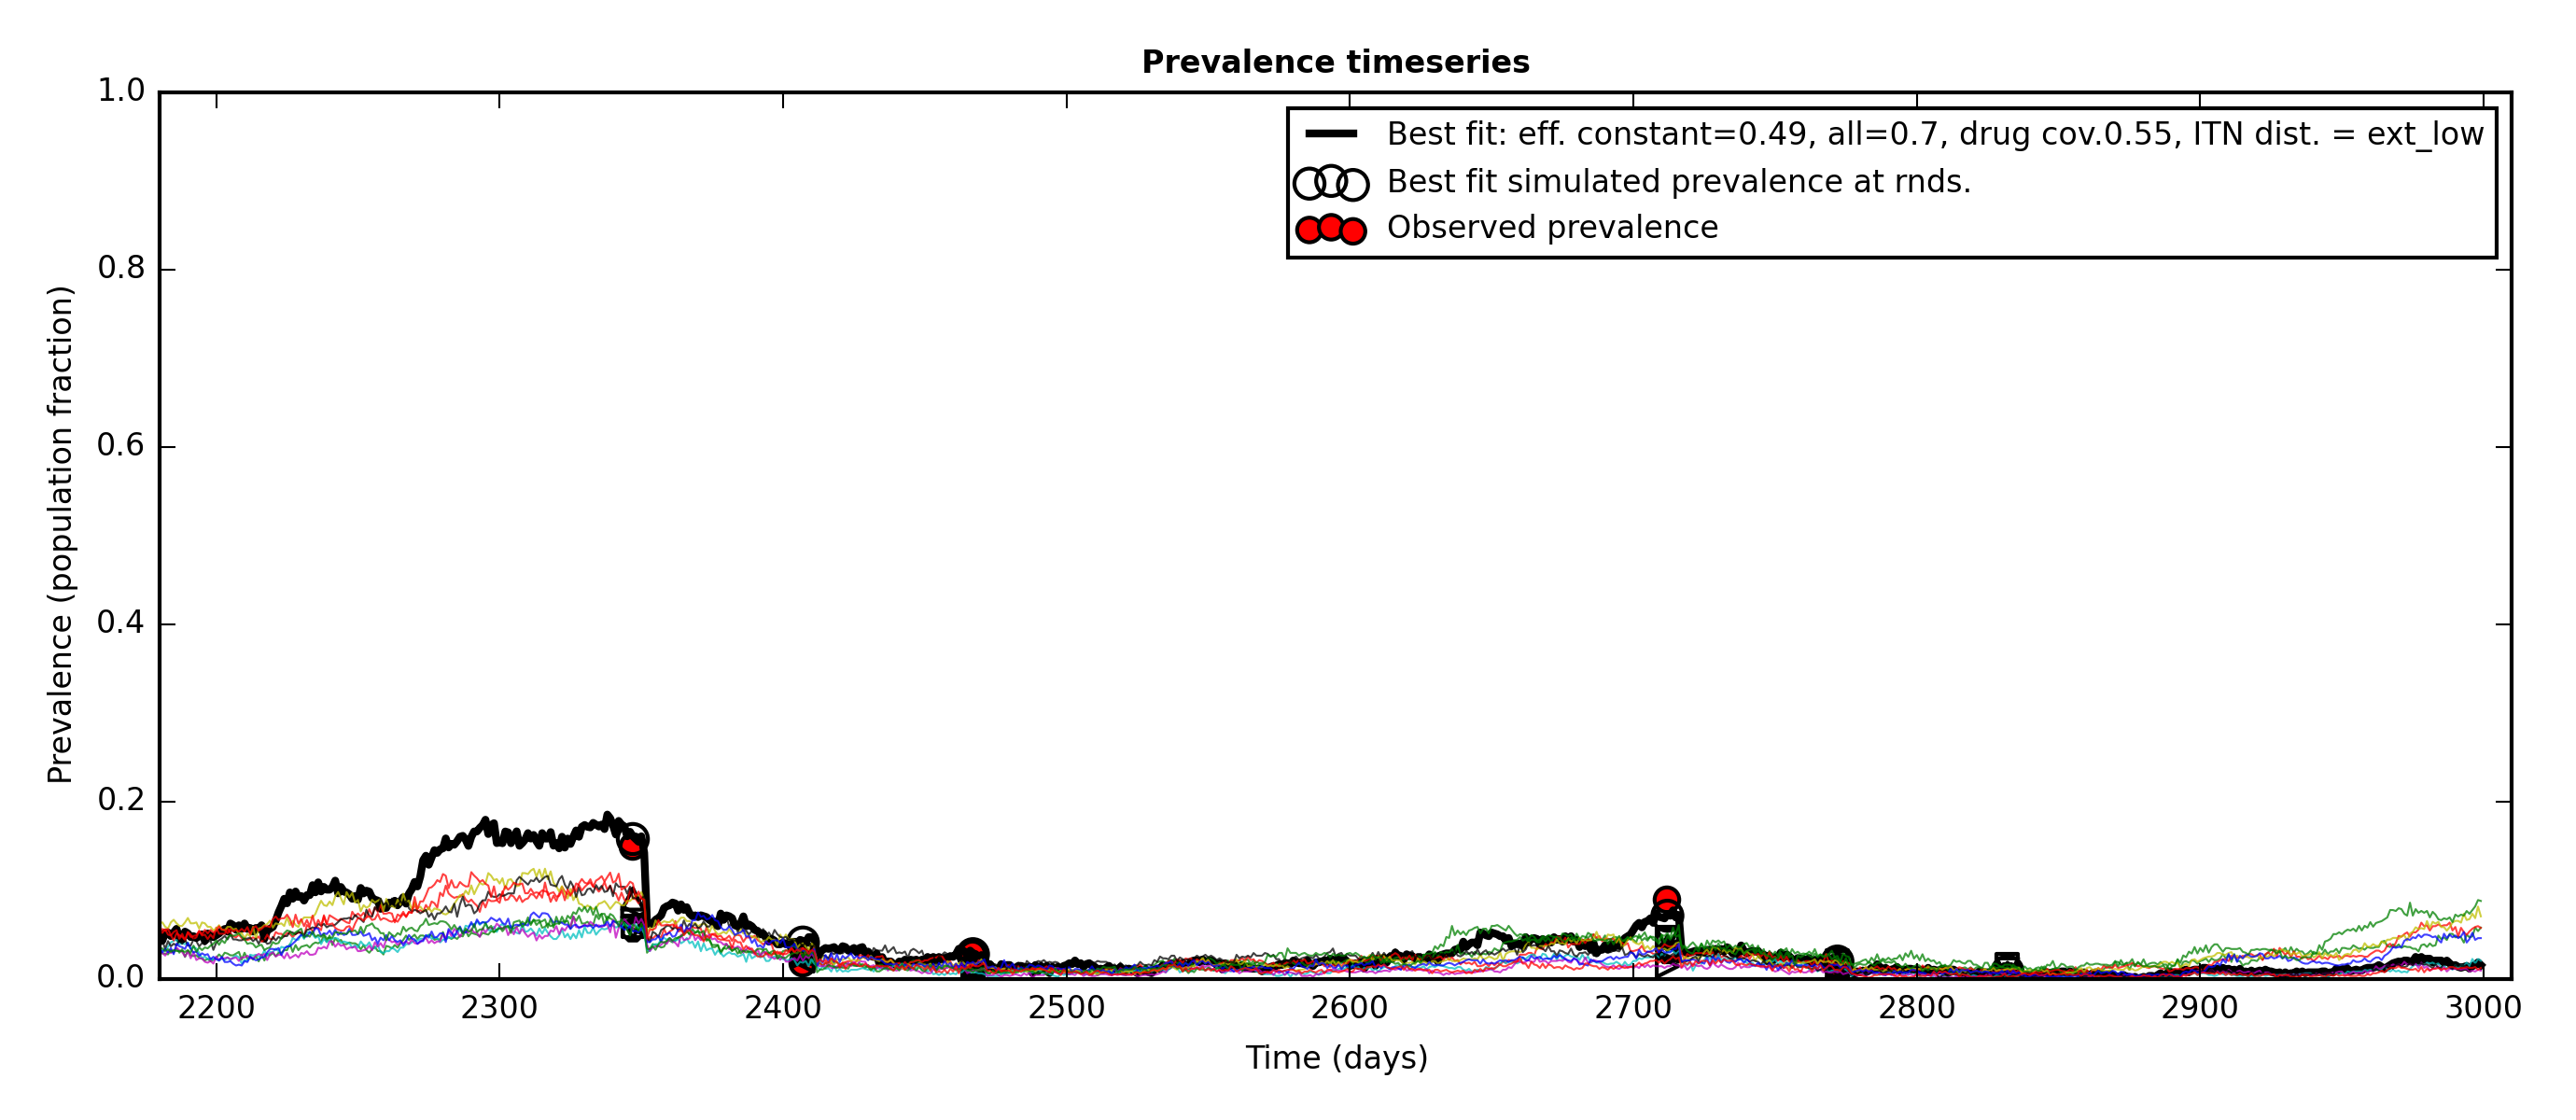 Prevalence timeseries
1.0
0.8
0.6
0.4
0.2
0.0
Prevalence (population fraction)
Best fit: eff. constant=0.49, all=0.7, drug cov.0.55, ITN dist. = ext_low
Best fit simulated prevalence at rnds.
Observed prevalence
2200 2300 2400 2500 2600 2700 2800 2900 3000
Time (days)